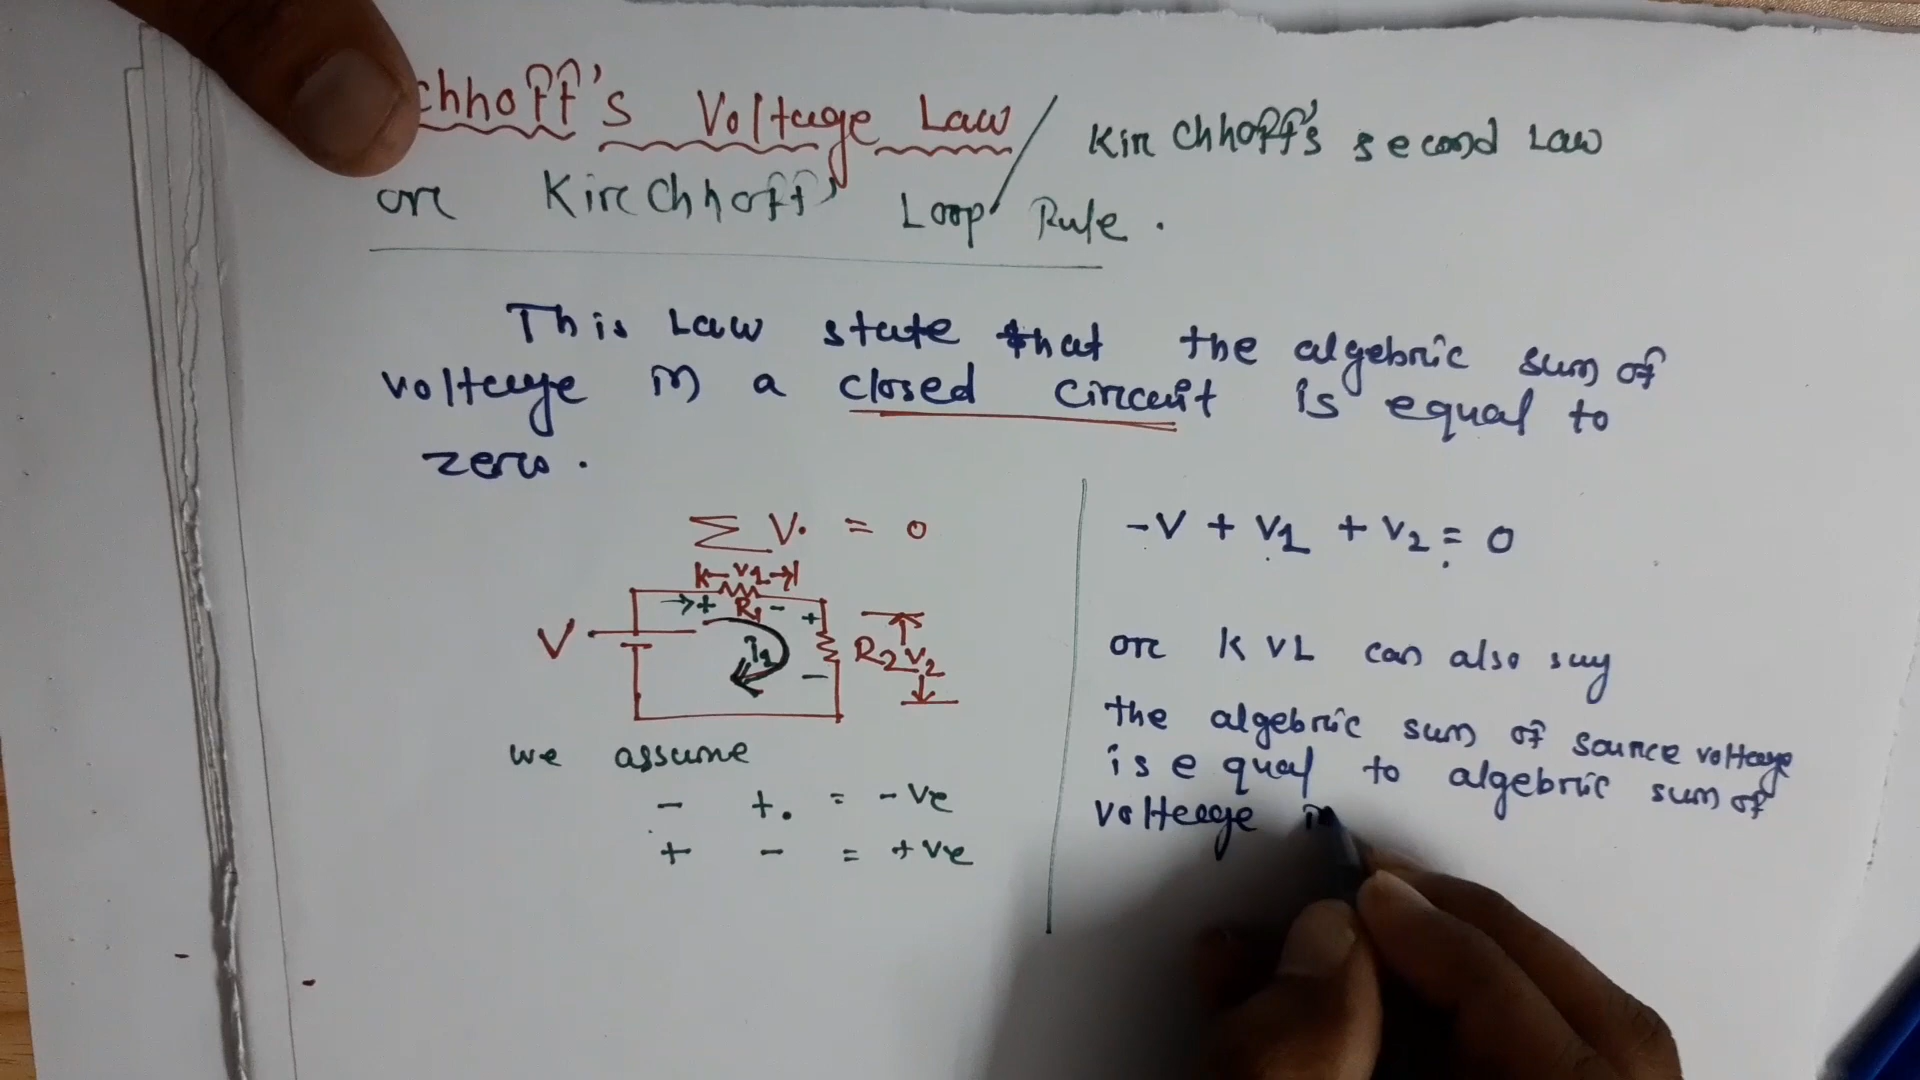 chhoff's Voltage Law / Kirchhoff's second Law
or Kirchhoff' Loop Rule.
This Law state that the algebric sum of
voltage in a closed circuit is equal to
zero.
Σ V. = 0
-V + V1 + V2 = 0
k V1
+ R1 - +
V I1 R2 V2
-
or KVL can also say
the algebric sum of source voltage
is equal to algebric sum of
voltage in
we assume
- +. = -ve
+ - = +ve